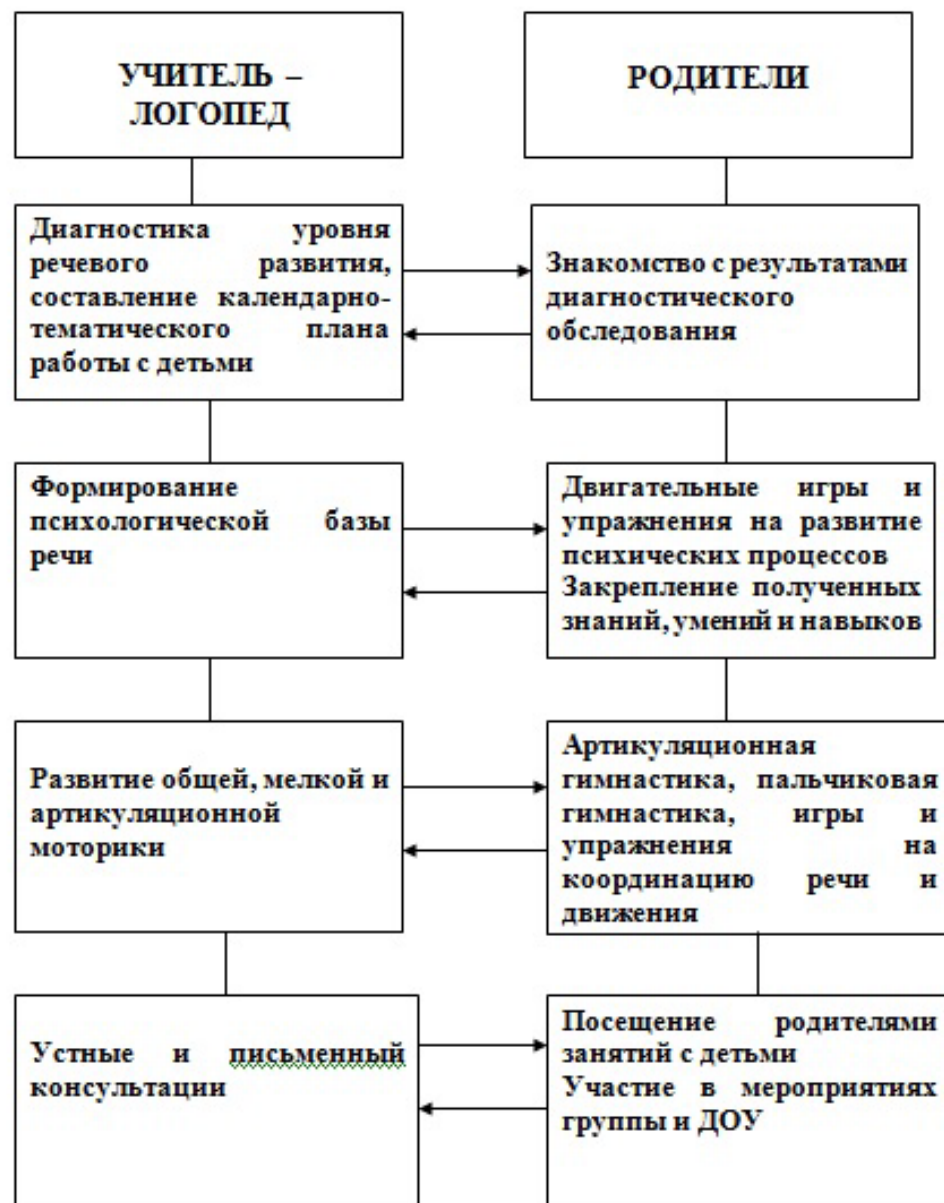 УЧИТЕЛЬ –
ЛОГОПЕД
РОДИТЕЛИ
Диагностика уровня
речевого развития,
составление календарно-
тематического плана
работы с детьми
Знакомство с результатами
диагностического
обследования
Формирование
психологической базы
речи
Двигательные игры и
упражнения на развитие
психических процессов
Закрепление полученных
знаний, умений и навыков
Развитие общей, мелкой и
артикуляционной
моторики
Артикуляционная
гимнастика, пальчиковая
гимнастика, игры и
упражнения на
координацию речи и
движения
Устные и письменный
консультации
Посещение родителями
занятий с детьми
Участие в мероприятиях
группы и ДОУ